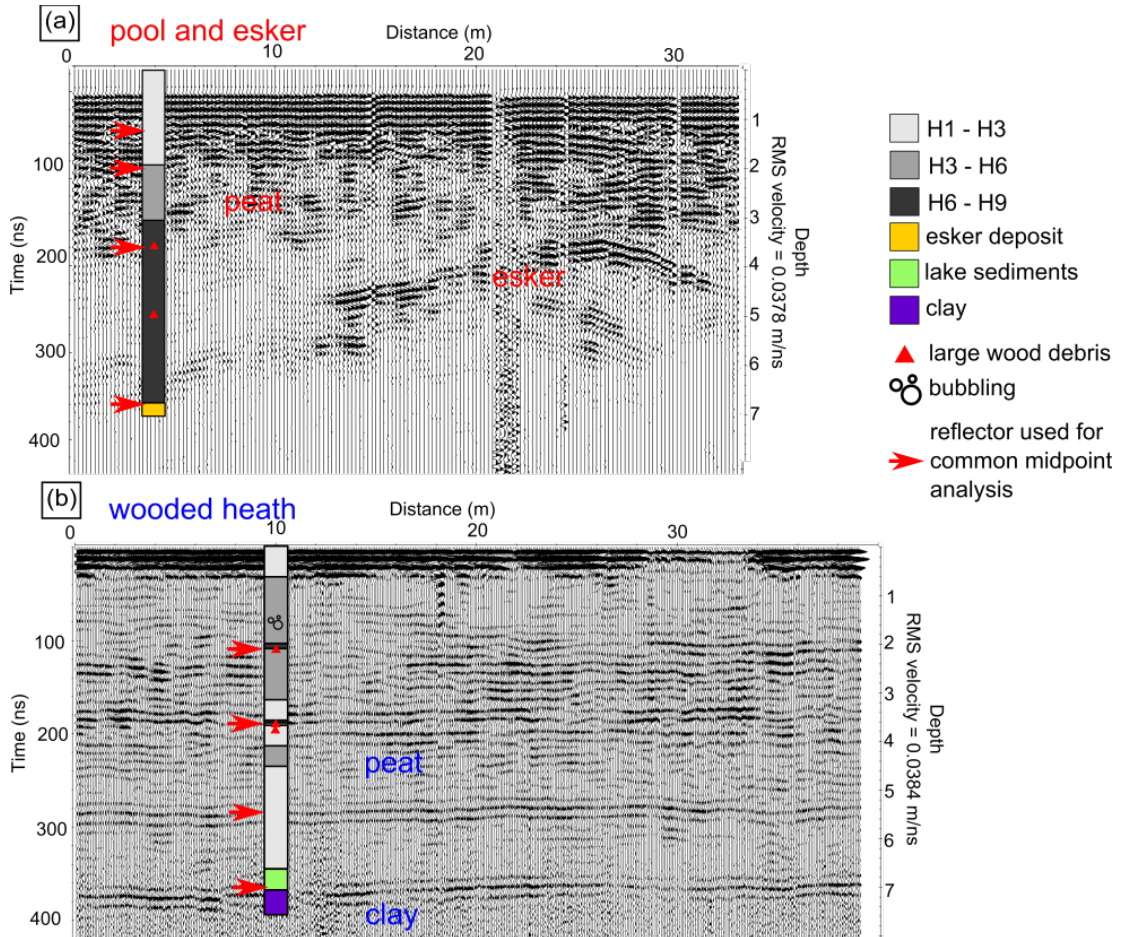 (a) pool and esker
Distance (m)
0 10 20 30
Time (ns)
100
200
300
400
peat
esker
1
2
3
4
5
6
7
Depth
RMS velocity = 0.0378 m/ns
H1 - H3
H3 - H6
H6 - H9
esker deposit
lake sediments
clay
large wood debris
bubbling
reflector used for
common midpoint
analysis
(b) wooded heath
Distance (m)
0 10 20 30
Time (ns)
100
200
300
400
peat
clay
1
2
3
4
5
6
7
Depth
RMS velocity = 0.0384 m/ns